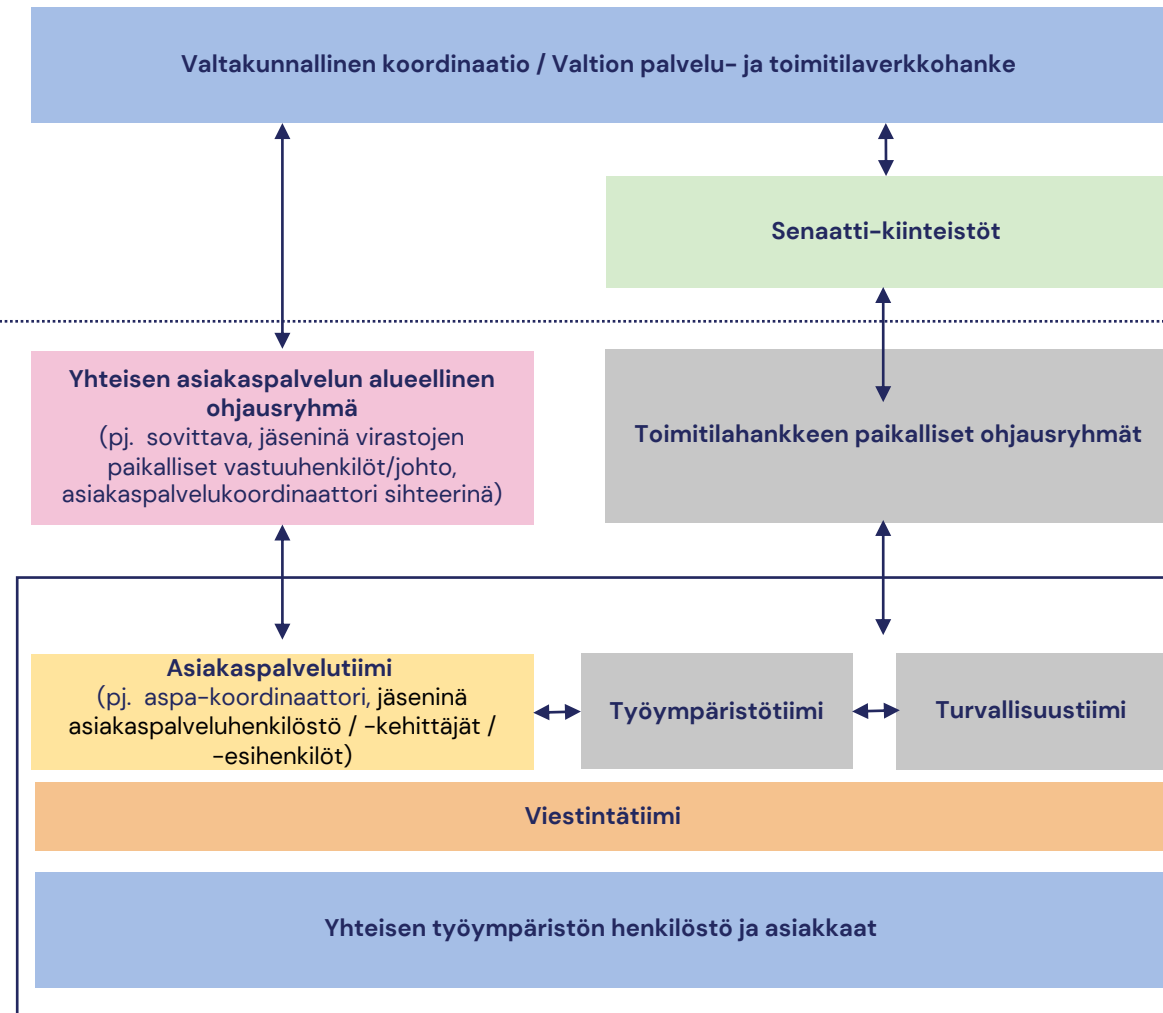 Valtakunnallinen koordinaatio / Valtion palvelu- ja toimitilaverkkohanke
Senaatti-kiinteistöt
Yhteisen asiakaspalvelun alueellinen
ohjausryhmä
(pj. sovittava, jäseninä virastojen
paikalliset vastuuhenkilöt/johto,
asiakaspalvelukoordinaattori sihteerinä)
Toimitilahankkeen paikalliset ohjausryhmät
Asiakaspalvelutiimi
(pj. aspa-koordinaattori, jäseninä
asiakaspalveluhenkilöstö / -kehittäjät /
-esihenkilöt)
Työympäristötiimi
Turvallisuustiimi
Viestintätiimi
Yhteisen työympäristön henkilöstö ja asiakkaat